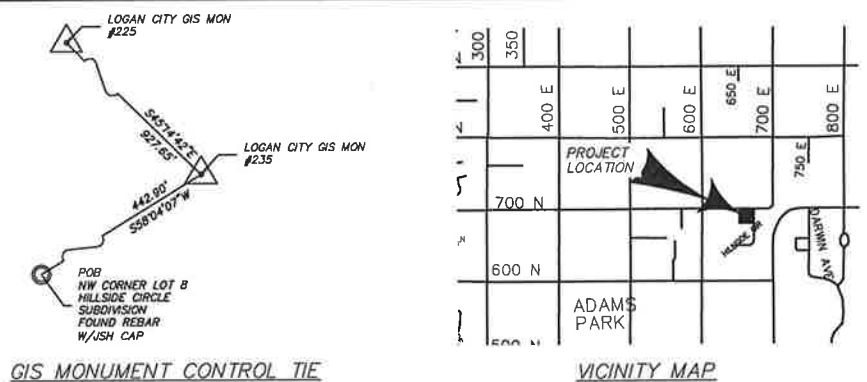 LOGAN CITY GIS MON
#225
S45°14'42"E
927.65'
LOGAN CITY GIS MON
#235
442.90'
S58°04'07"W
POB
NW CORNER LOT 8
HILLSIDE CIRCLE
SUBDIVISION
FOUND REBAR
W/JSH CAP
GIS MONUMENT CONTROL TIE
300
350
400 E
500 E
600 E
650 E
700 E
750 E
800 E
PROJECT
LOCATION
700 N
DARWIN AVE
600 N
ADAMS
PARK
500 N
VICINITY MAP